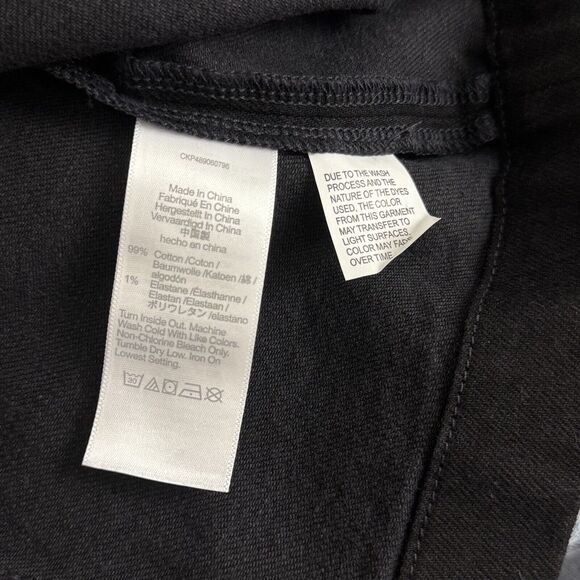 CKP489060796
Made In China
Fabriqué En Chine
Hergestellt In China
Vervaardigd In China
中国製
hecho en china
99% Cotton /Coton /
Baumwolle /Katoen /綿 /
algodón
1% Elastane /Élasthanne /
Elastan /Elastaan /
ポリウレタン /elastano
Turn Inside Out. Machine
Wash Cold With Like Colors.
Non-Chlorine Bleach Only.
Tumble Dry Low. Iron On
Lowest Setting.
30
DUE TO THE WASH
PROCESS AND THE
NATURE OF THE DYES
USED, THE COLOR
FROM THIS GARMENT
MAY TRANSFER TO
LIGHT SURFACES.
COLOR MAY FADE
OVER TIME.